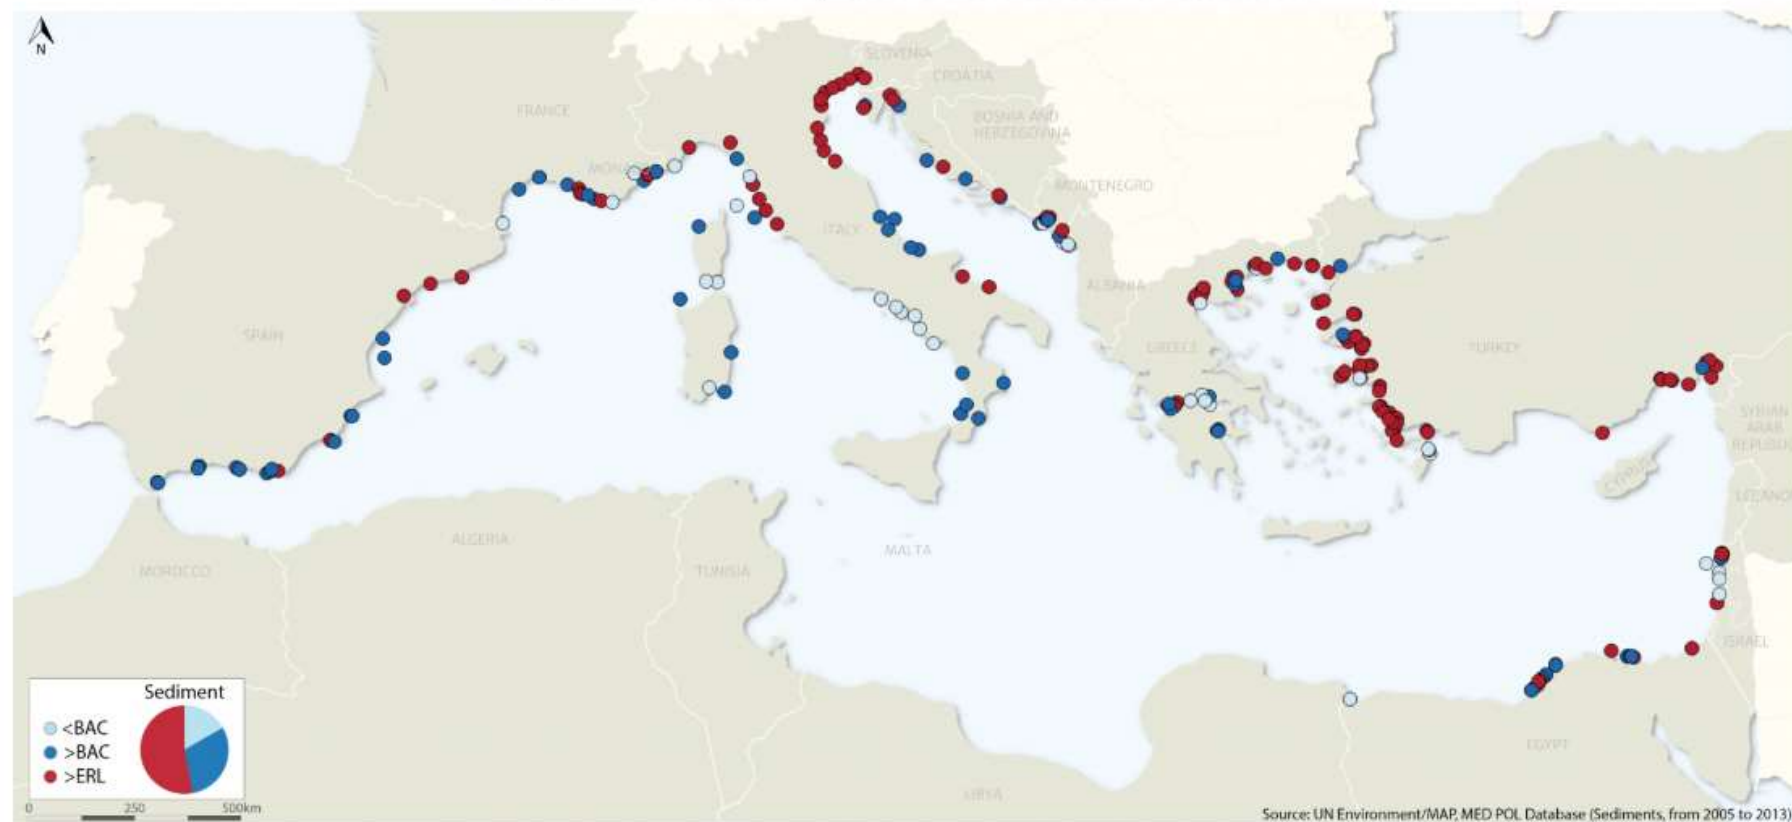 N
SLOVENIA
CROATIA
FRANCE
BOSNIA AND
HERZEGOVINA
MONTENEGRO
ITALY
ALBANIA
SPAIN
GREECE
TURKEY
SYRIAN
ARAB
REPUBLIC
CYPRUS
LEBANON
ALGERIA
MALTA
MOROCCO
TUNISIA
ISRAEL
EGYPT
LIBYA
Sediment
<BAC
>BAC
>ERL
0 250 500km
Source: UN Environment/MAP, MED POL Database (Sediments, from 2005 to 2013)